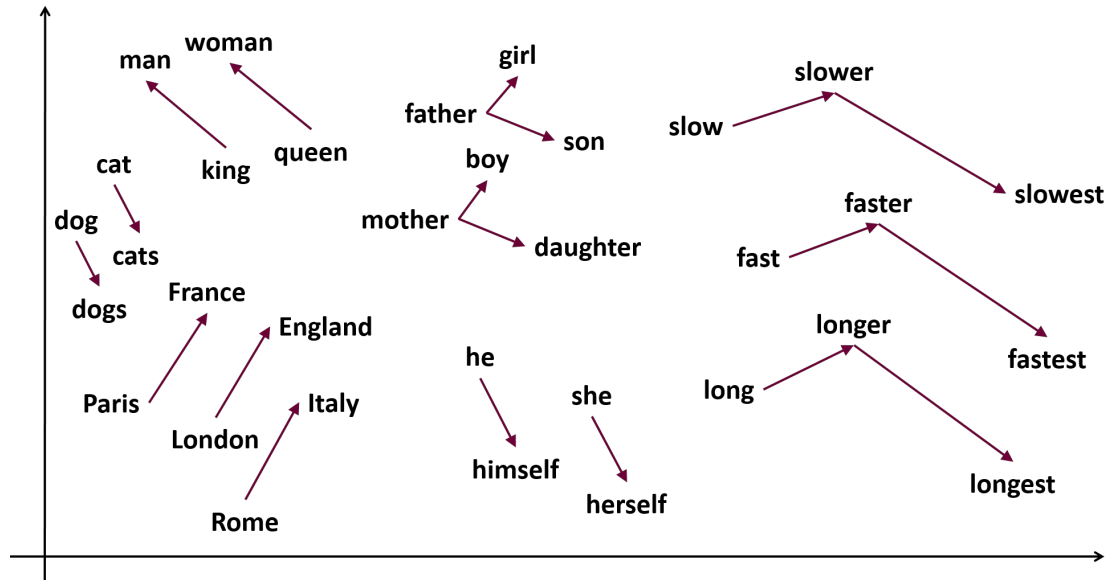 man
woman
king
queen
cat
cats
dog
dogs
France
Paris
England
London
Italy
Rome
girl
father
son
boy
mother
daughter
he
himself
she
herself
slower
slow
slowest
faster
fast
fastest
longer
long
longest